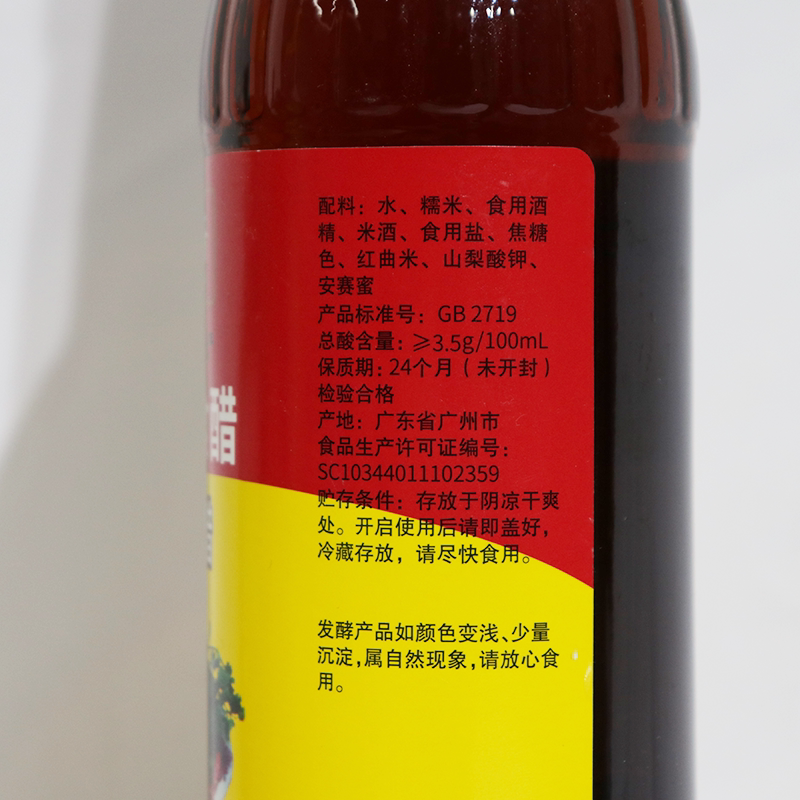 配料：水、糯米、食用酒
精、米酒、食用盐、焦糖
色、红曲米、山梨酸钾、
安赛蜜
产品标准号：GB 2719
总酸含量：≥3.5g/100mL
保质期：24个月（未开封）
检验合格
产地：广东省广州市
食品生产许可证编号：
SC10344011102359
贮存条件：存放于阴凉干爽
处。开启使用后请即盖好，
冷藏存放，请尽快食用。
醋
发酵产品如颜色变浅、少量
沉淀，属自然现象，请放心食
用。